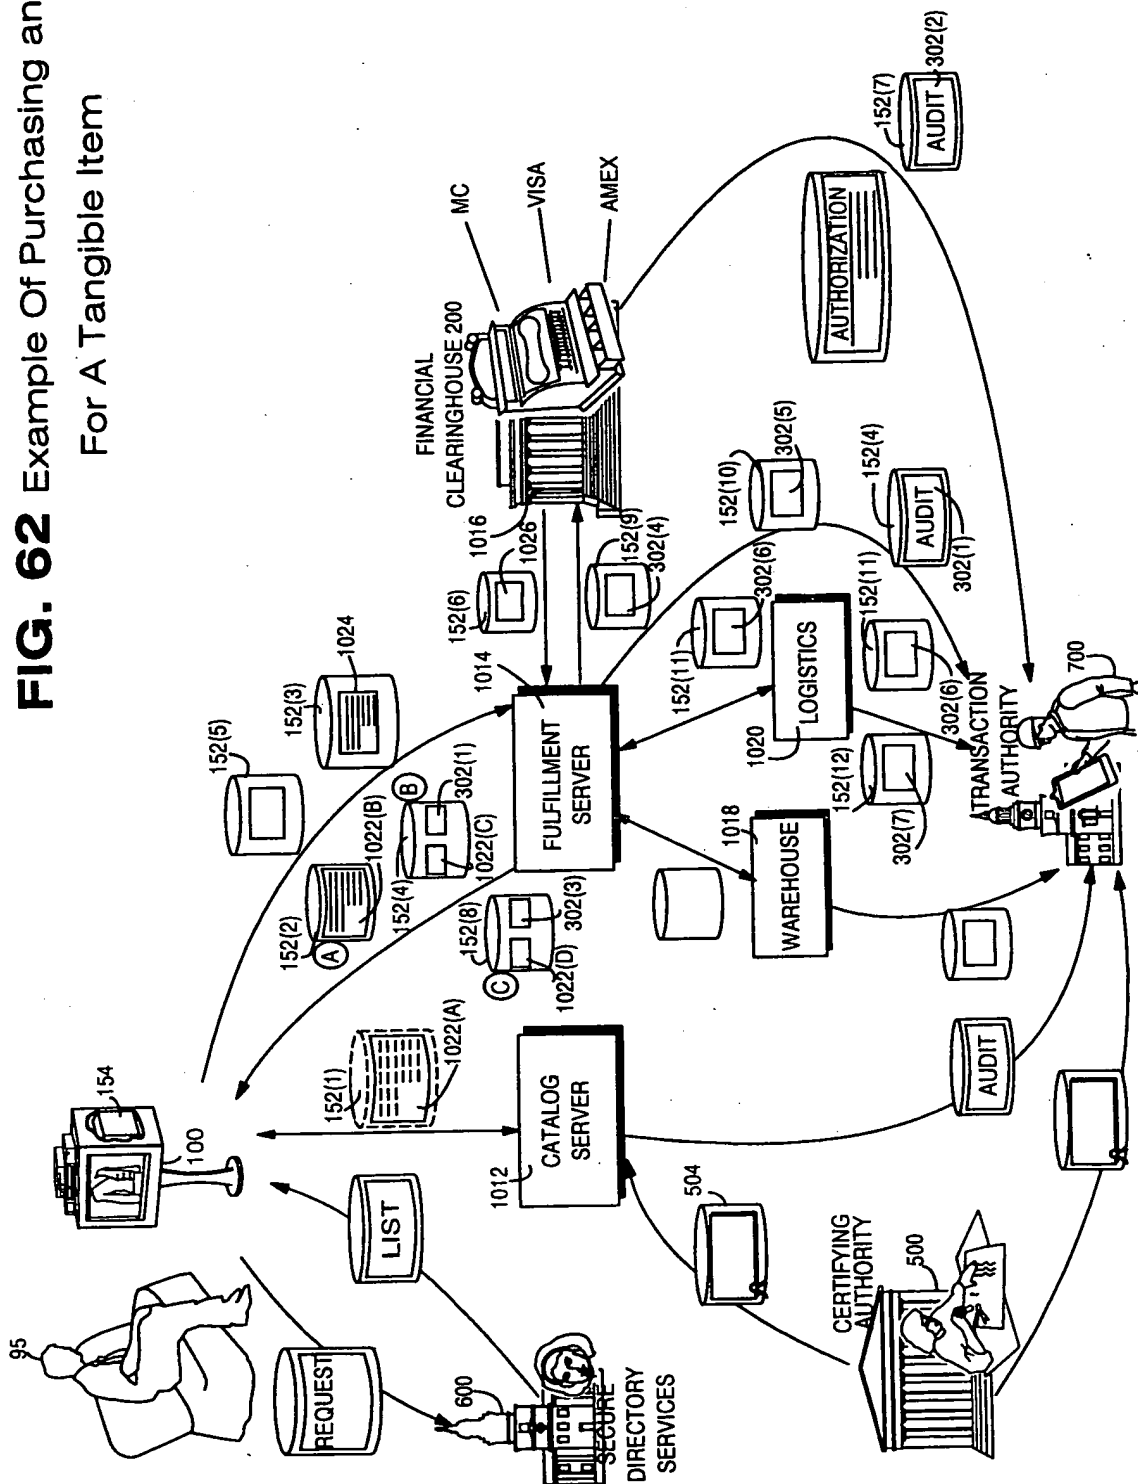 FIG. 62 Example Of Purchasing an
For A Tangible Item
95
154
100
REQUEST
LIST
600
SECURE
DIRECTORY
SERVICES
152(1)
1022(A)
1012
CATALOG
SERVER
504
CERTIFYING
AUTHORITY
500
AUDIT
152(5)
152(3)
1024
152(2)
1022(B)
A
B
152(4)
302(1)
1022(C)
152(8)
302(3)
C
1022(D)
1014
FULFILLMENT
SERVER
FINANCIAL
CLEARINGHOUSE 200
MC
VISA
AMEX
1016
152(6)
1026
152(9)
302(4)
1018
WAREHOUSE
152(11)
302(6)
1020
LOGISTICS
152(10)
302(5)
152(4)
AUDIT
302(1)
152(11)
302(6)
152(12)
302(7)
AUTHORIZATION
152(7)
AUDIT
302(2)
TRANSACTION
AUTHORITY
700